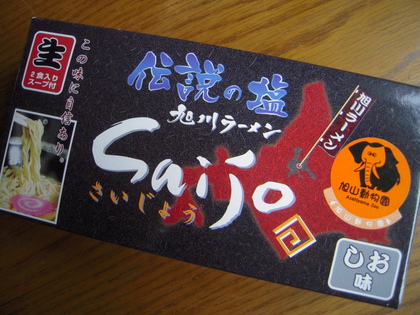 生
2食入り
スープ付
この味に自信あり。
伝説の塩
旭川ラーメン
Saijo
さいじょう
旭川ラーメン
旭山動物園
Asahiyama Zoo
しお味